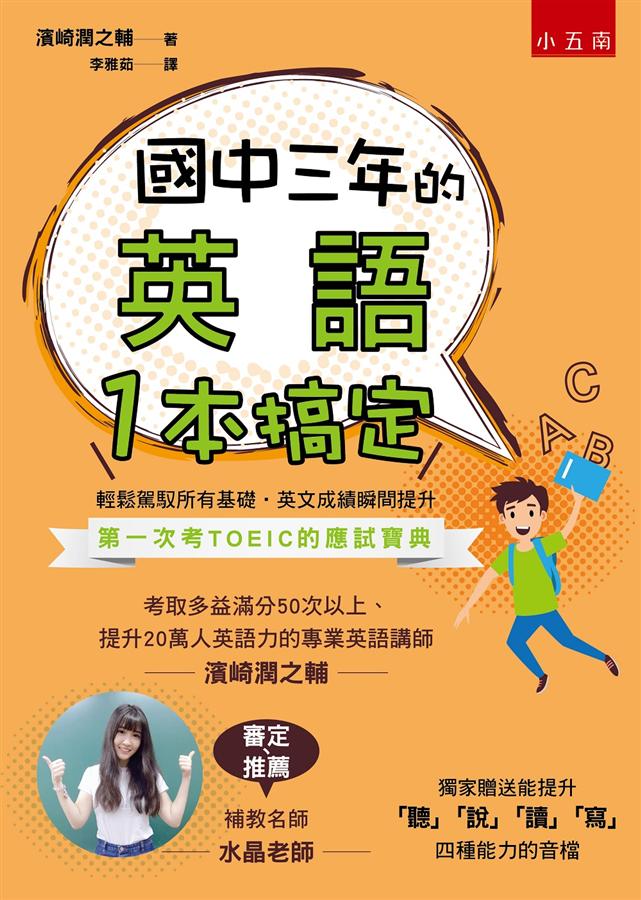 濱崎潤之輔──著
李雅茹──譯
小五南
國中三年的
英語
1本搞定
輕鬆駕馭所有基礎・英文成績瞬間提升
第一次考TOEIC的應試寶典
C
A B
1
考取多益滿分50次以上、
提升20萬人英語力的專業英語講師
濱崎潤之輔
審定、
推薦
補教名師
水晶老師
獨家贈送能提升
「聽」「說」「讀」「寫」
四種能力的音檔